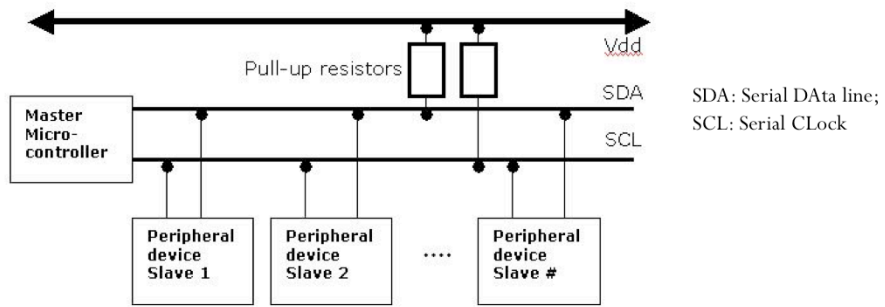 Vdd
Pull-up resistors
SDA
SDA: Serial DAta line;
SCL: Serial CLock
Master
Micro-
controller
SCL
Peripheral
device
Slave 1
Peripheral
device
Slave 2
....
Peripheral
device
Slave #